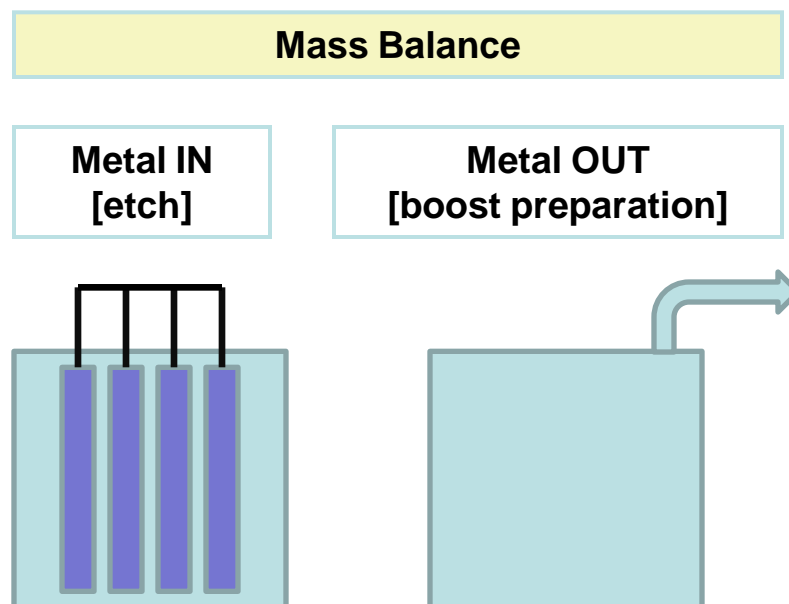 Mass Balance
Metal IN
[etch]
Metal OUT
[boost preparation]